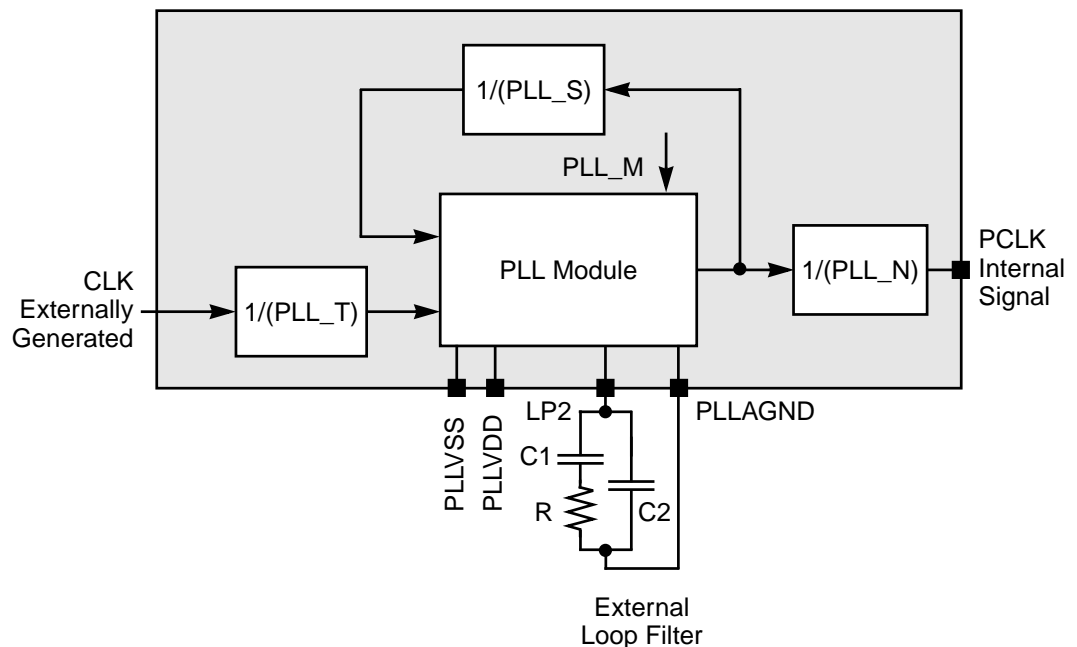 1/(PLL_S)
PLL_M
PLL Module
CLK
Externally
Generated
1/(PLL_T)
1/(PLL_N)
PCLK
Internal
Signal
PLLVSS
PLLVDD
LP2
PLLAGND
C1
R
C2
External
Loop Filter